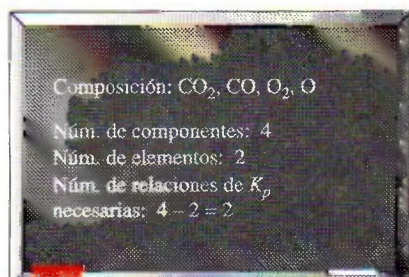 Composición: CO₂, CO, O₂, O
Núm. de componentes: 4
Núm. de elementos: 2
Núm. de relaciones de Kₚ
necesarias: 4 – 2 = 2